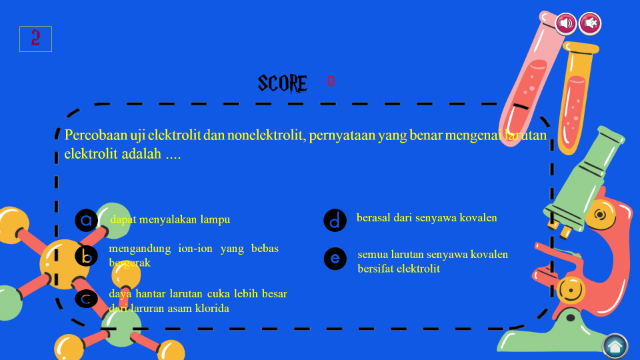 2
SCORE 0
Percobaan uji elektrolit dan nonelektrolit, pernyataan yang benar mengenai larutan
elektrolit adalah ....
a dapat menyalakan lampu
b mengandung ion-ion yang bebas
bergerak
c daya hantar larutan cuka lebih besar
dari laruran asam klorida
d berasal dari senyawa kovalen
e semua larutan senyawa kovalen
bersifat elektrolit